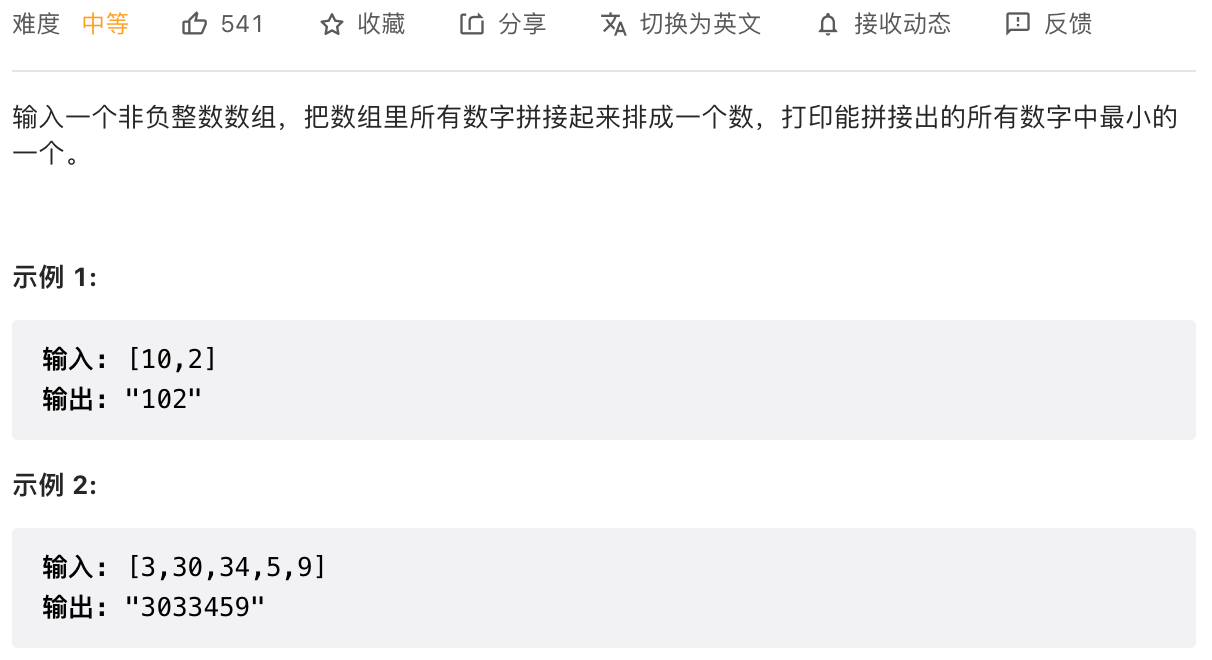 难度 中等 541 收藏 分享 切换为英文 接收动态 反馈
输入一个非负整数数组，把数组里所有数字拼接起来排成一个数，打印能拼接出的所有数字中最小的
一个。
示例 1:
输入: [10,2]
输出: "102"
示例 2:
输入: [3,30,34,5,9]
输出: "3033459"